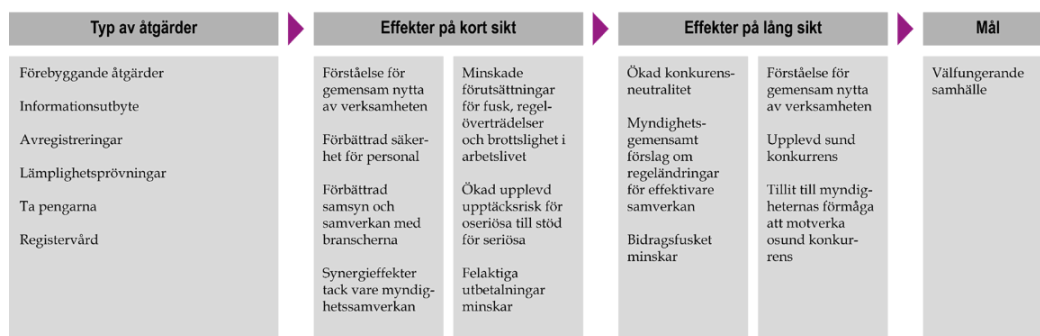 Typ av åtgärder
Förebyggande åtgärder
Informationsutbyte
Avregistreringar
Lämplighetsprövningar
Ta pengarna
Registervård
Effekter på kort sikt
Förståelse för
gemensam nytta
av verksamheten
Förbättrad säker-
het för personal
Förbättrad
samsyn och
samverkan med
branscherna
Synergieffekter
tack vare myndig-
hetssamverkan
Minskade
förutsättningar
för fusk, regel-
överträdelser
och brottslighet i
arbetslivet
Ökad upplevd
upptäcksrisk för
oseriösa till stöd
för seriösa
Felaktiga
utbetalningar
minskar
Effekter på lång sikt
Ökad konkurens-
neutralitet
Myndighets-
gemensamt
förslag om
regeländringar
för effektivare
samverkan
Bidragsfusket
minskar
Förståelse för
gemensam nytta
av verksamheten
Upplevd sund
konkurrens
Tillit till myndig-
heternas förmåga
att motverka
osund konkur-
rens
Mål
Välfungerande
samhälle